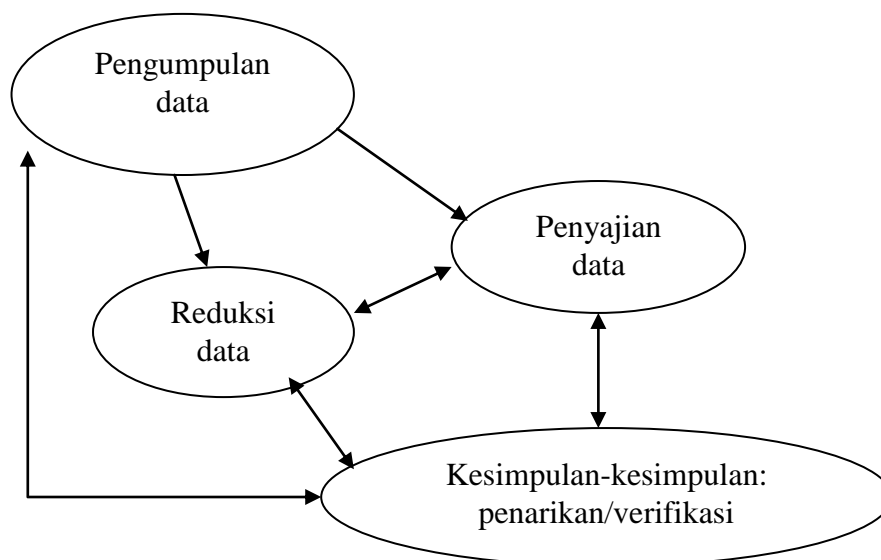 Pengumpulan
data
Penyajian
data
Reduksi
data
Kesimpulan-kesimpulan:
penarikan/verifikasi